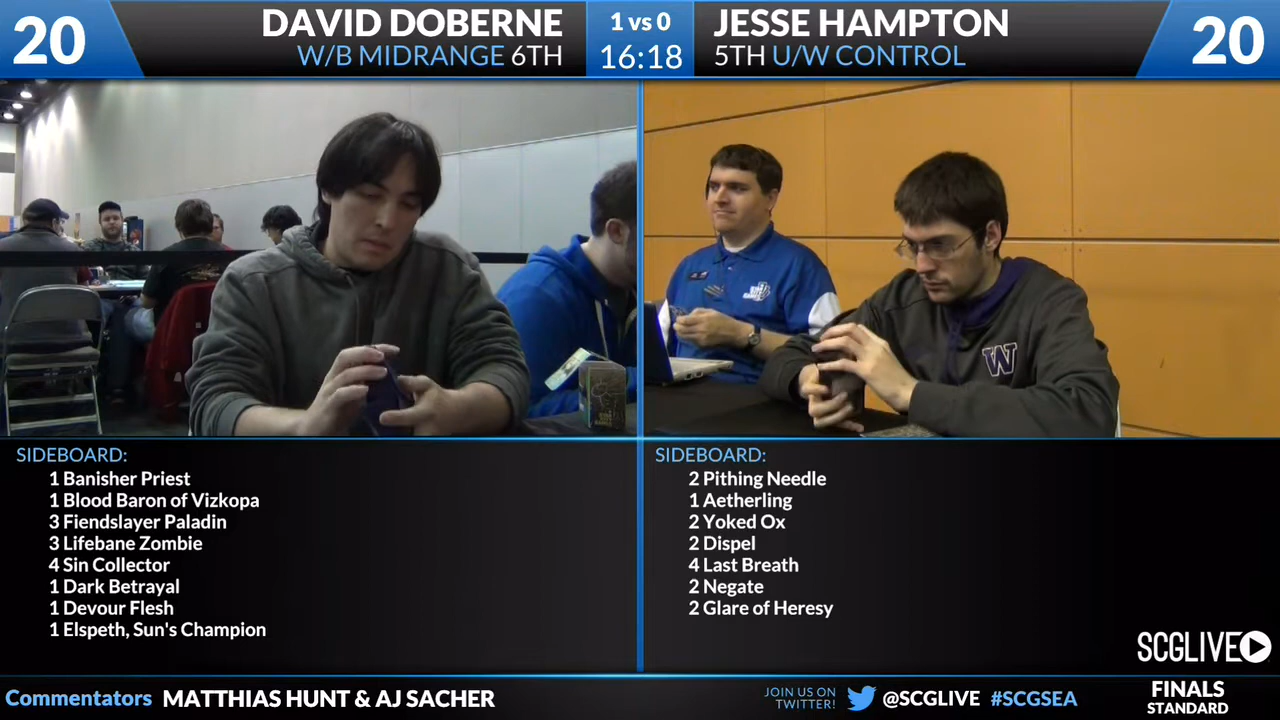 20
DAVID DOBERNE
W/B MIDRANGE 6TH
1 vs 0
16:18
JESSE HAMPTON
5TH U/W CONTROL
20
W
SIDEBOARD:
1 Banisher Priest
1 Blood Baron of Vizkopa
3 Fiendslayer Paladin
3 Lifebane Zombie
4 Sin Collector
1 Dark Betrayal
1 Devour Flesh
1 Elspeth, Sun's Champion
SIDEBOARD:
2 Pithing Needle
1 Aetherling
2 Yoked Ox
2 Dispel
4 Last Breath
2 Negate
2 Glare of Heresy
SCGLIVE
Commentators MATTHIAS HUNT & AJ SACHER
JOIN US ON
TWITTER!
@SCGLIVE #SCGSEA
FINALS
STANDARD